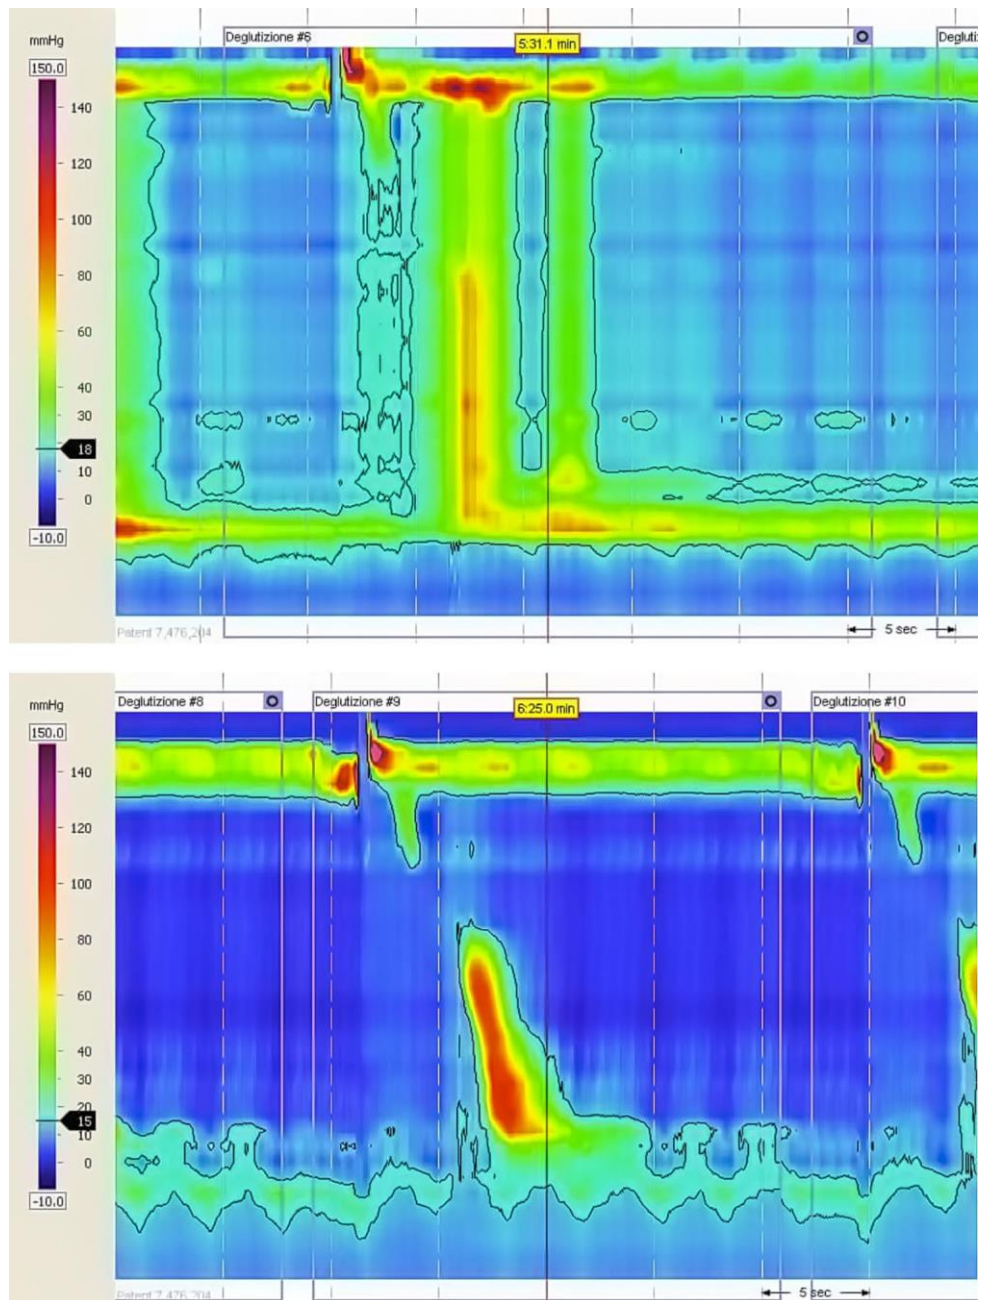 Deglutizione #6
Degluti
mmHg
5:31.1 min
150.0
140
120
100
80
60
40
30
18
10
0
-10.0
Patent 7,476,204
5 sec
Deglutizione #8
Deglutizione #9
Deglutizione #10
mmHg
6:25.0 min
150.0
140
120
100
80
60
40
30
20
15
10
0
-10.0
Patent 7,476,204
5 sec